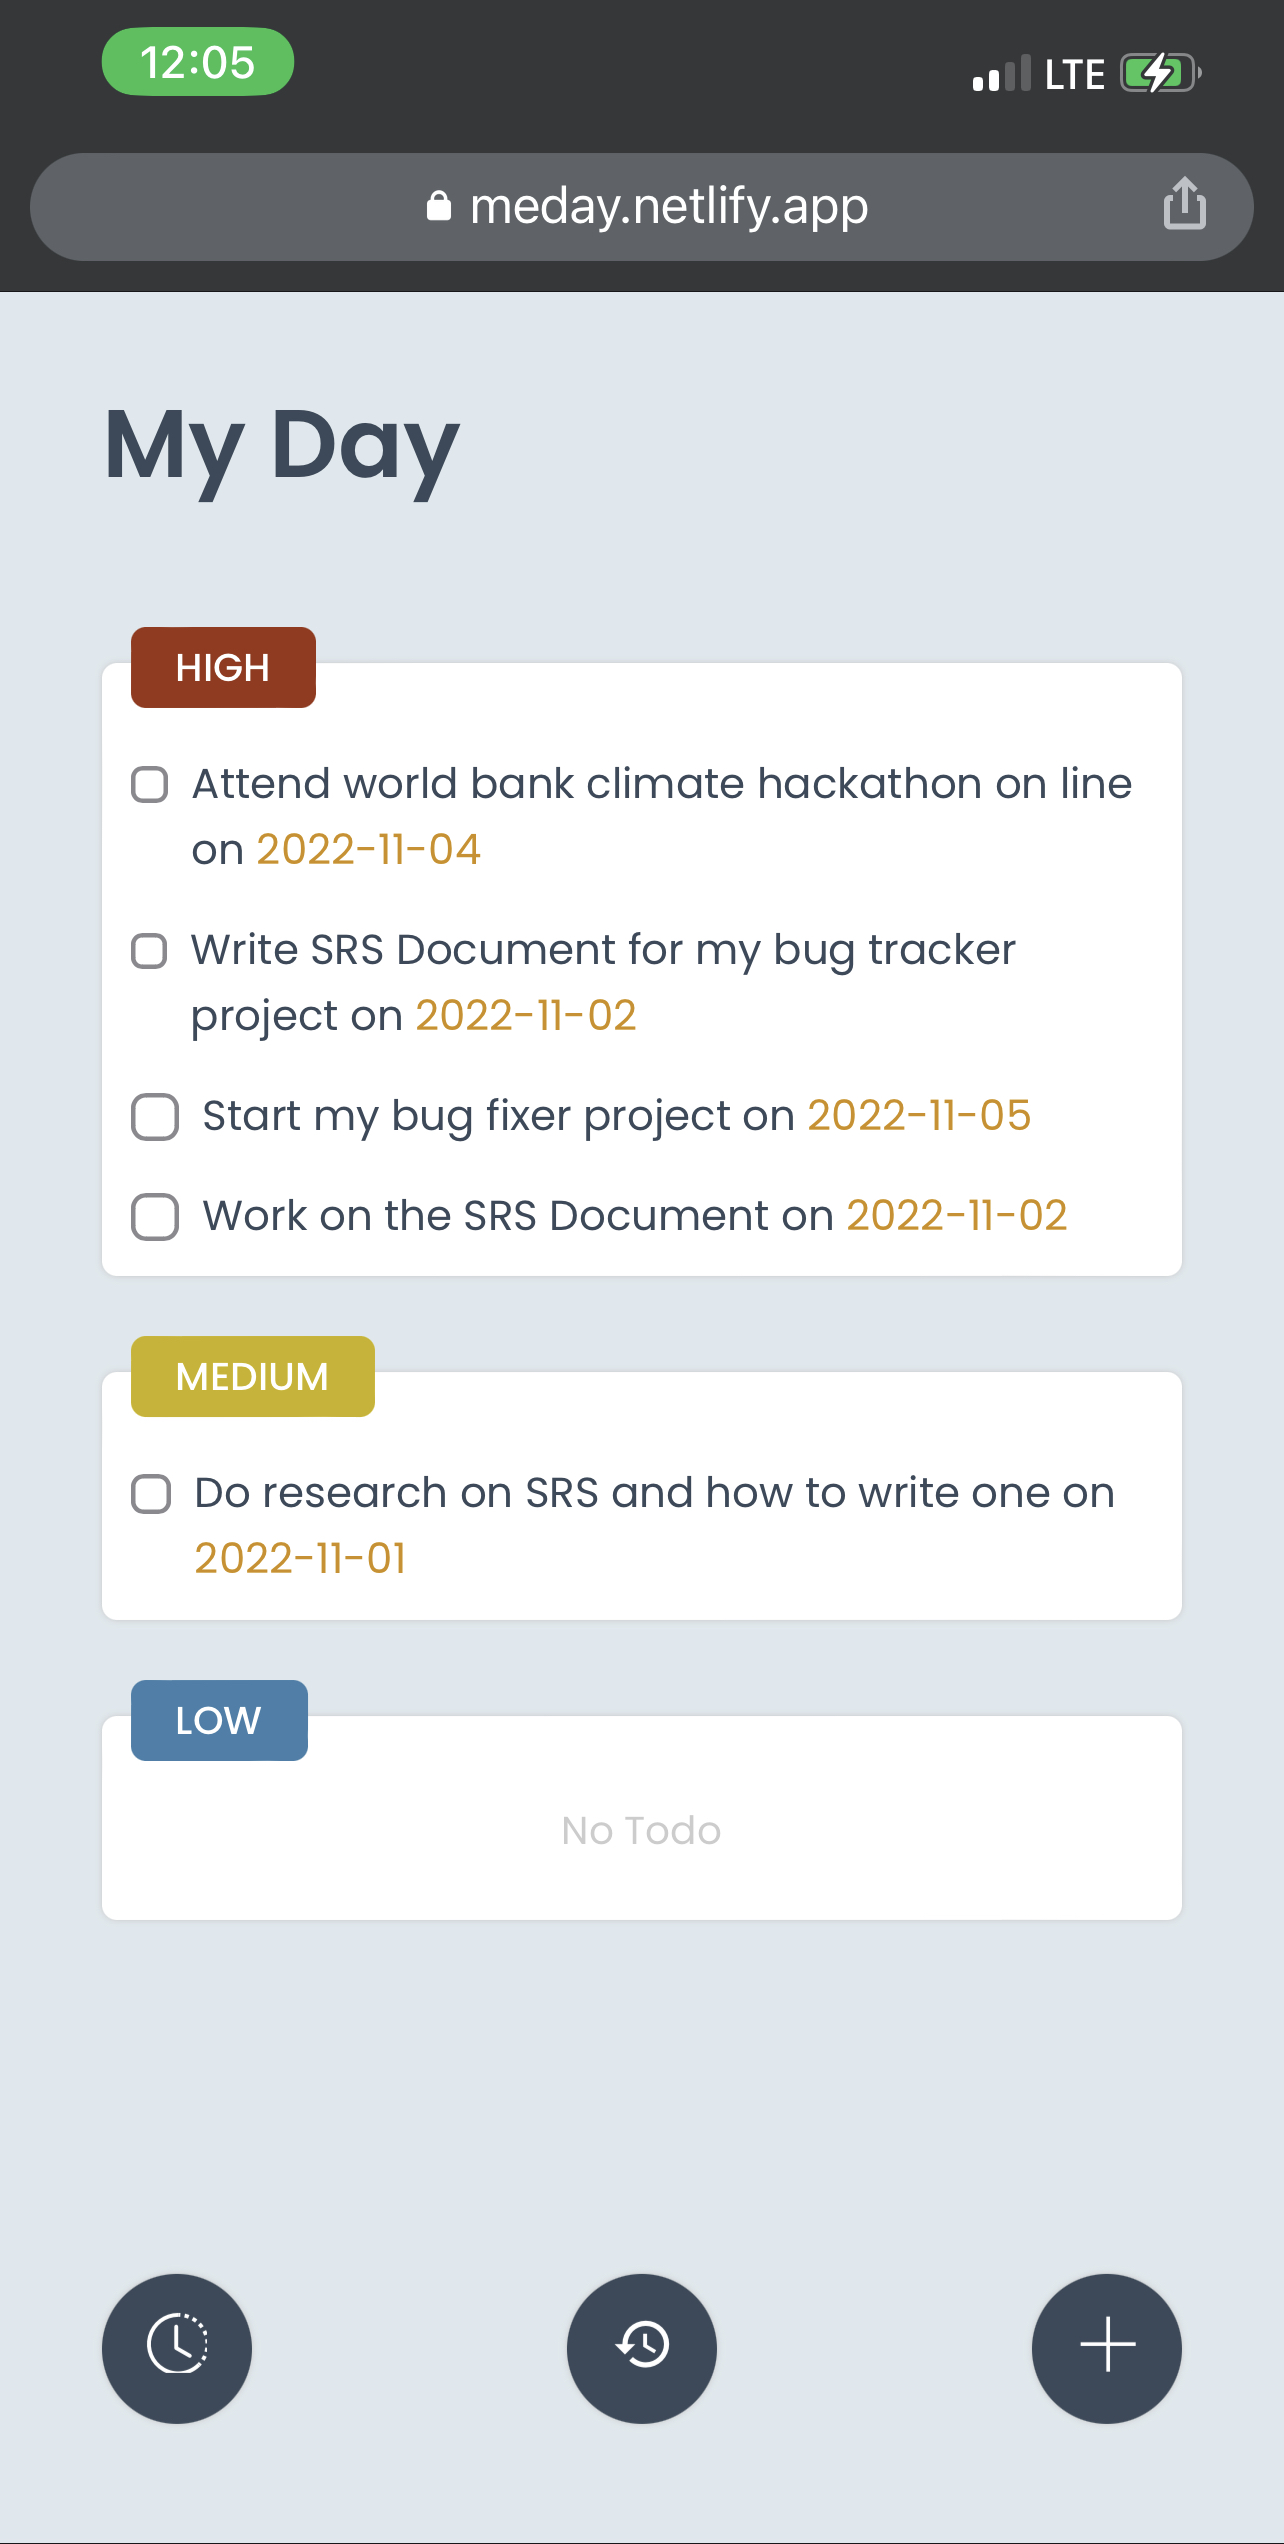 12:05
LTE
meday.netlify.app
My Day
HIGH
Attend world bank climate hackathon on line
on 2022-11-04
Write SRS Document for my bug tracker
project on 2022-11-02
Start my bug fixer project on 2022-11-05
Work on the SRS Document on 2022-11-02
MEDIUM
Do research on SRS and how to write one on
2022-11-01
LOW
No Todo